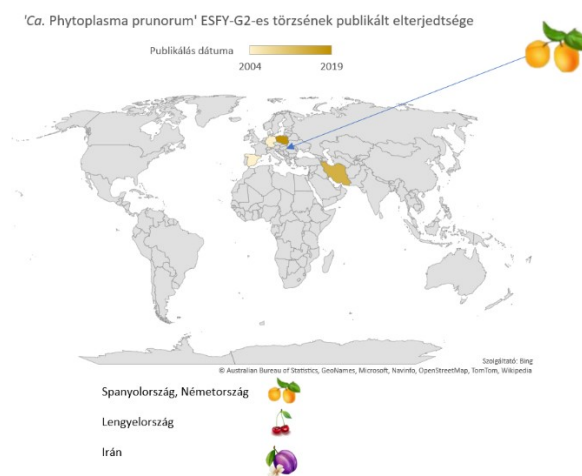 'Ca. Phytoplasma prunorum' ESFY-G2-es törzsének publikált elterjedtsége
Publikálás dátuma
2004 2019
Szolgáltató: Bing
© Australian Bureau of Statistics, GeoNames, Microsoft, Navinfo, OpenStreetMap, TomTom, Wikipedia
Spanyolország, Németország
Lengyelország
Irán